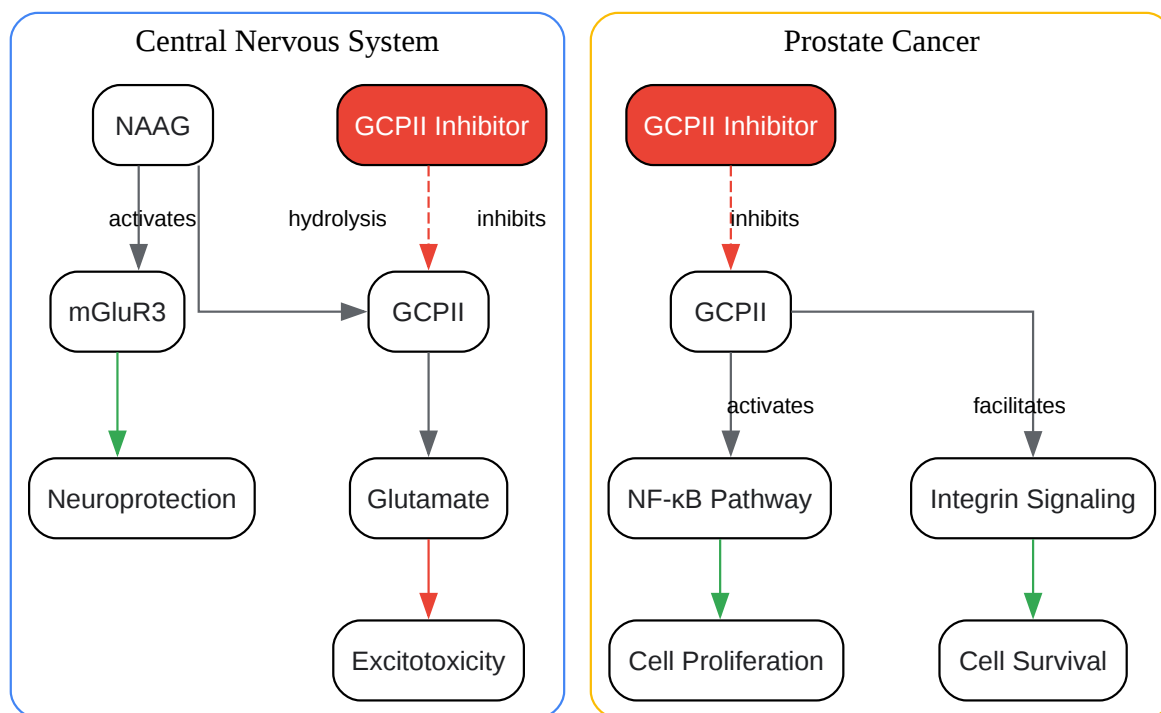 Central Nervous System
NAAG
GCPII Inhibitor
activates
hydrolysis
inhibits
mGluR3
GCPII
Neuroprotection
Glutamate
Excitotoxicity
Prostate Cancer
GCPII Inhibitor
inhibits
GCPII
activates
facilitates
NF-κB Pathway
Integrin Signaling
Cell Proliferation
Cell Survival